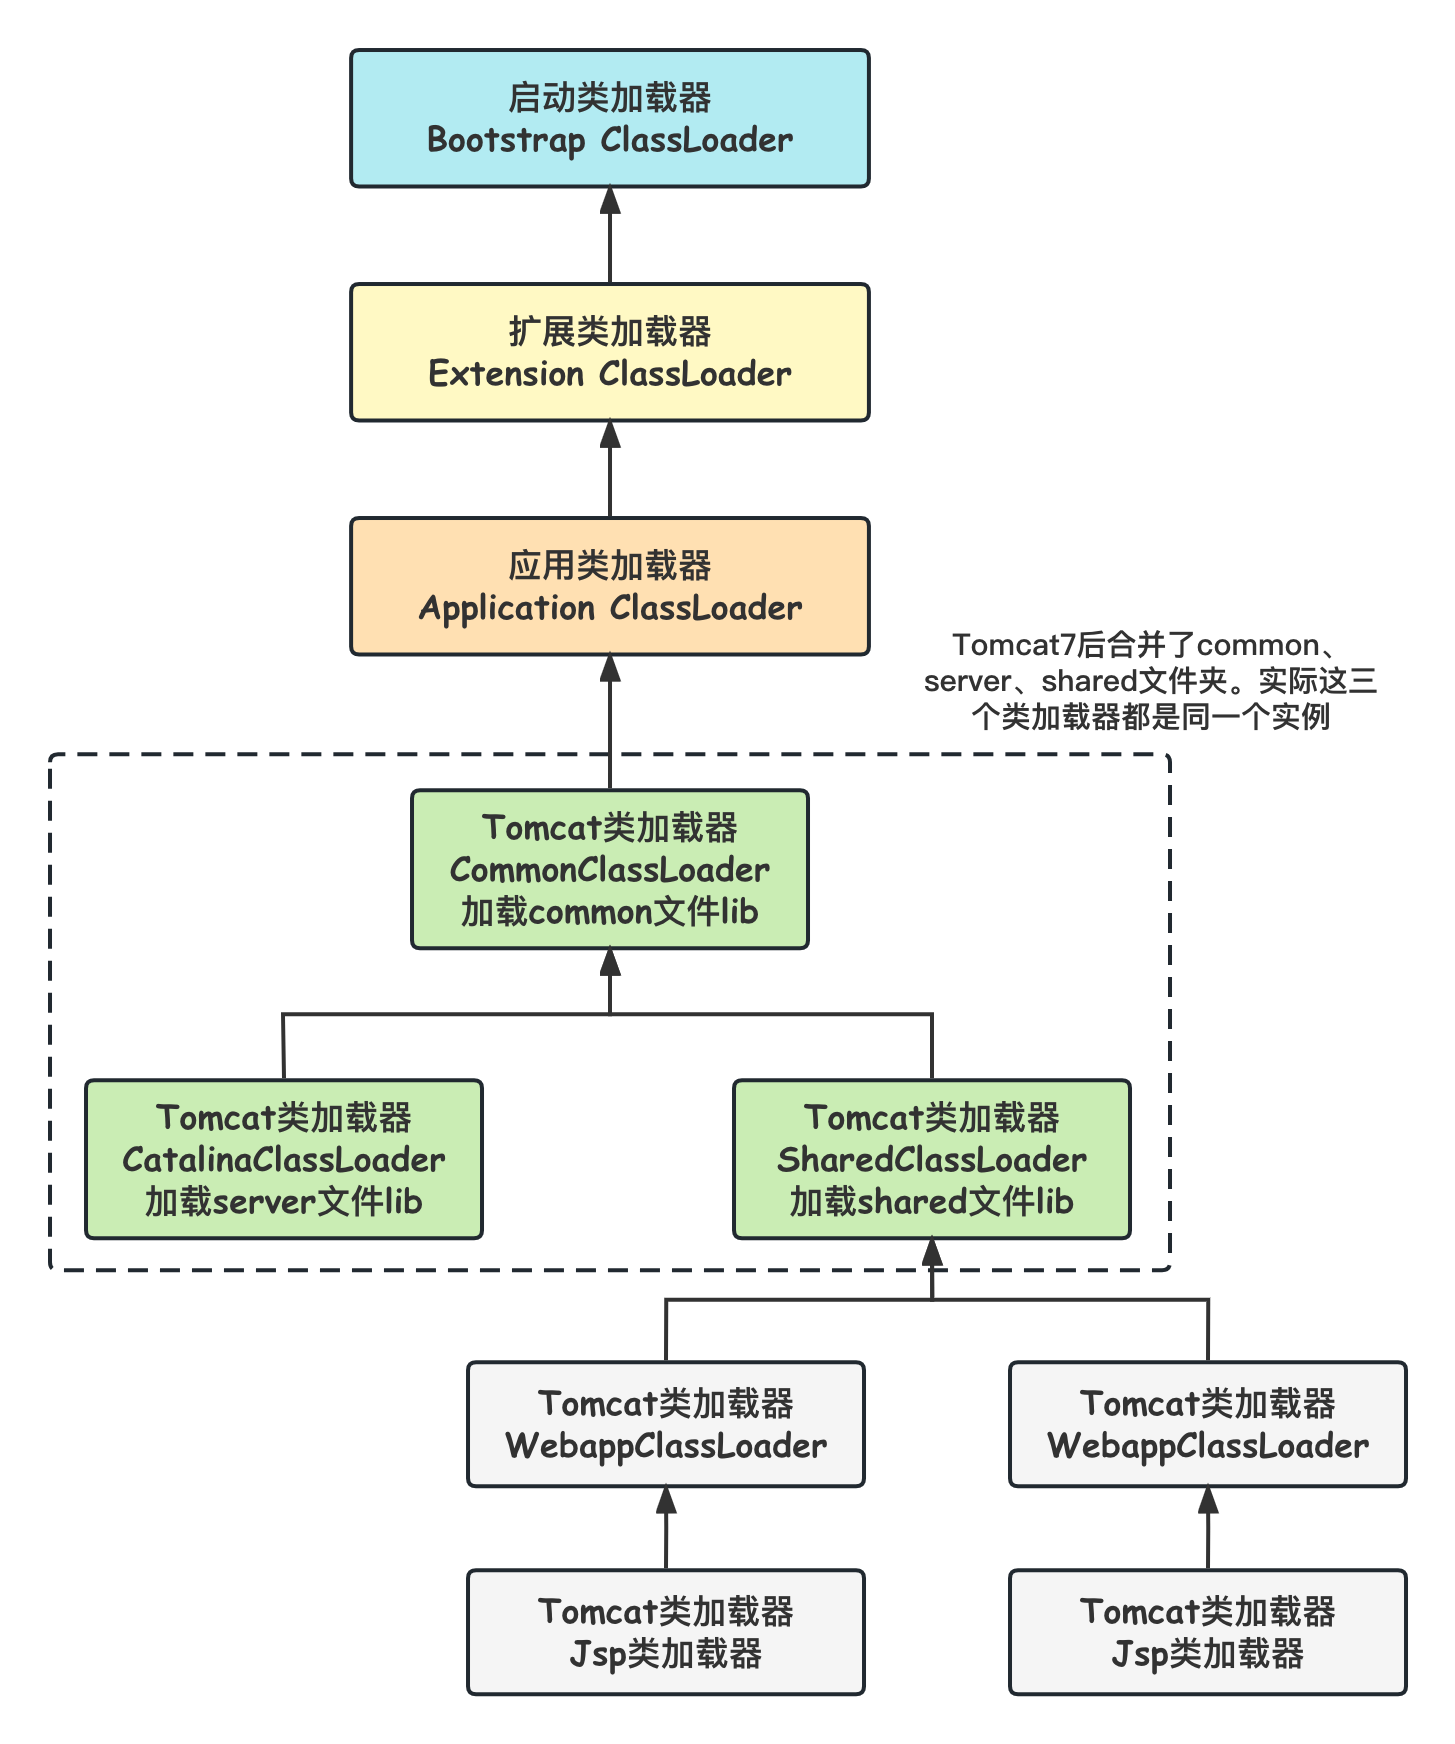 启动类加载器
Bootstrap ClassLoader
扩展类加载器
Extension ClassLoader
应用类加载器
Application ClassLoader
Tomcat7后合并了common、
server、shared文件夹。实际这三
个类加载器都是同一个实例
Tomcat类加载器
CommonClassLoader
加载common文件lib
Tomcat类加载器
CatalinaClassLoader
加载server文件lib
Tomcat类加载器
SharedClassLoader
加载shared文件lib
Tomcat类加载器
WebappClassLoader
Tomcat类加载器
WebappClassLoader
Tomcat类加载器
Jsp类加载器
Tomcat类加载器
Jsp类加载器